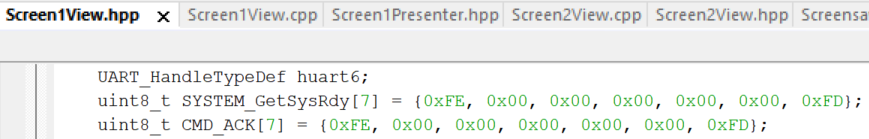 Screen1View.hpp × Screen1View.cpp Screen1Presenter.hpp Screen2View.cpp Screen2View.hpp Screensa
UART_HandleTypeDef huart6;
uint8_t SYSTEM_GetSysRdy[7] = {0xFE, 0x00, 0x00, 0x00, 0x00, 0x00, 0xFD};
uint8_t CMD_ACK[7] = {0xFE, 0x00, 0x00, 0x00, 0x00, 0x00, 0xFD};